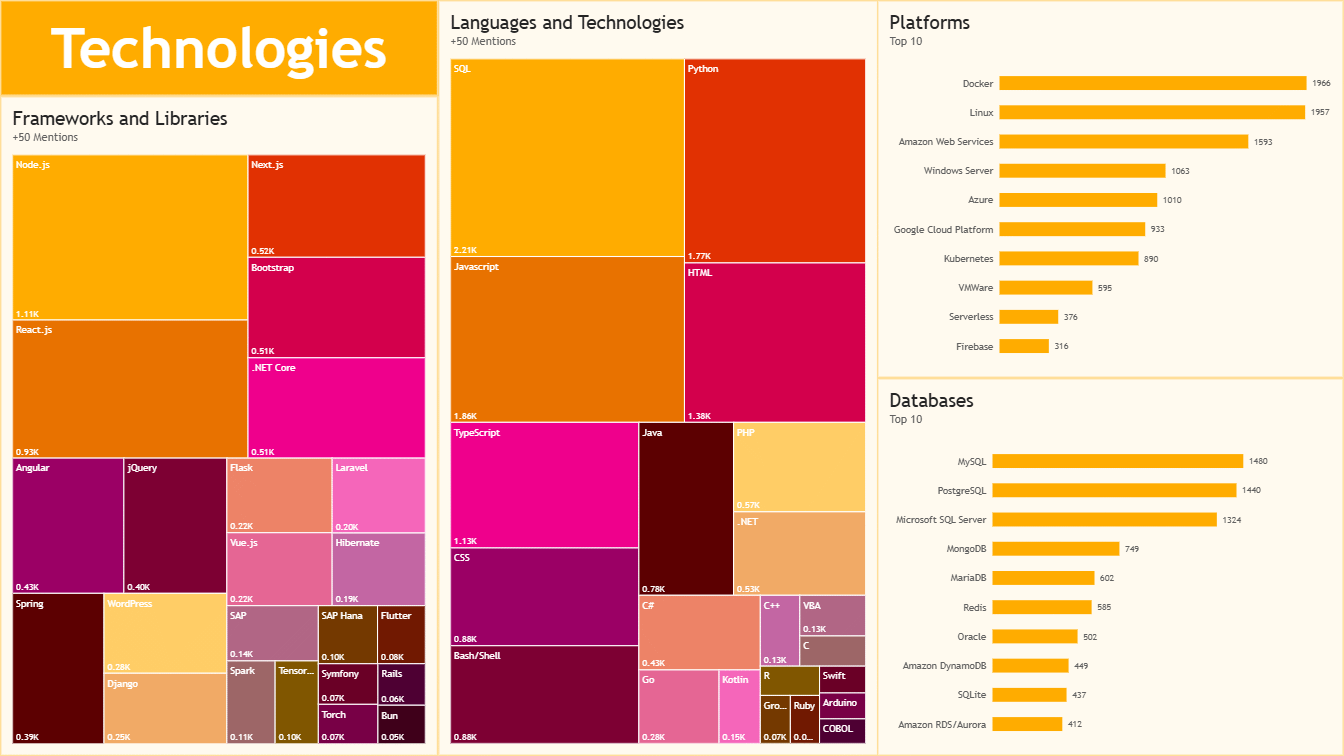 Technologies
Frameworks and Libraries
+50 Mentions
Node.js
1.11K
React.js
0.93K
Next.js
0.52K
Bootstrap
0.51K
.NET Core
0.51K
Angular
0.43K
jQuery
0.40K
Flask
0.22K
Laravel
0.20K
Vue.js
0.22K
Hibernate
0.19K
Spring
0.39K
WordPress
0.28K
Django
0.25K
SAP
0.14K
SAP Hana
0.10K
Flutter
0.08K
Spark
0.11K
Tensor...
0.10K
Symfony
0.07K
Rails
0.06K
Torch
0.07K
Bun
0.05K
Languages and Technologies
+50 Mentions
SQL
2.21K
Python
1.77K
Javascript
1.86K
HTML
1.38K
TypeScript
1.13K
CSS
0.88K
Bash/Shell
0.88K
Java
0.78K
PHP
0.57K
.NET
0.53K
C#
0.43K
C++
0.13K
VBA
0.13K
C
Go
0.28K
Kotlin
0.15K
R
Gro...
0.07K
Ruby
0.0...
Swift
Arduino
COBOL
Platforms
Top 10
Docker 1966
Linux 1957
Amazon Web Services 1593
Windows Server 1063
Azure 1010
Google Cloud Platform 933
Kubernetes 890
VMWare 595
Serverless 376
Firebase 316
Databases
Top 10
MySQL 1480
PostgreSQL 1440
Microsoft SQL Server 1324
MongoDB 749
MariaDB 602
Redis 585
Oracle 502
Amazon DynamoDB 449
SQLite 437
Amazon RDS/Aurora 412